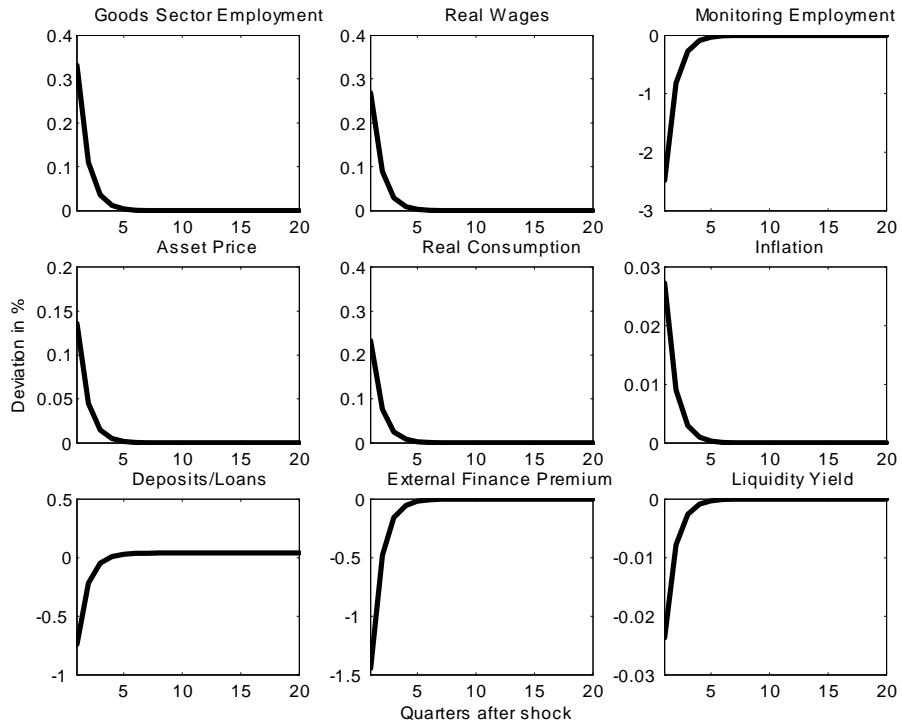 Goods Sector Employment
Real Wages
Monitoring Employment
0.4
0.3
0.2
0.1
0
5 10 15 20
0.4
0.3
0.2
0.1
0
5 10 15 20
0
-1
-2
-3
5 10 15 20
Asset Price
Real Consumption
Inflation
Deviation in %
0.2
0.15
0.1
0.05
0
5 10 15 20
0.4
0.3
0.2
0.1
0
5 10 15 20
0.03
0.02
0.01
0
5 10 15 20
Deposits/Loans
External Finance Premium
Liquidity Yield
0.5
0
-0.5
-1
5 10 15 20
0
-0.5
-1
-1.5
5 10 15 20
0
-0.01
-0.02
-0.03
5 10 15 20
Quarters after shock